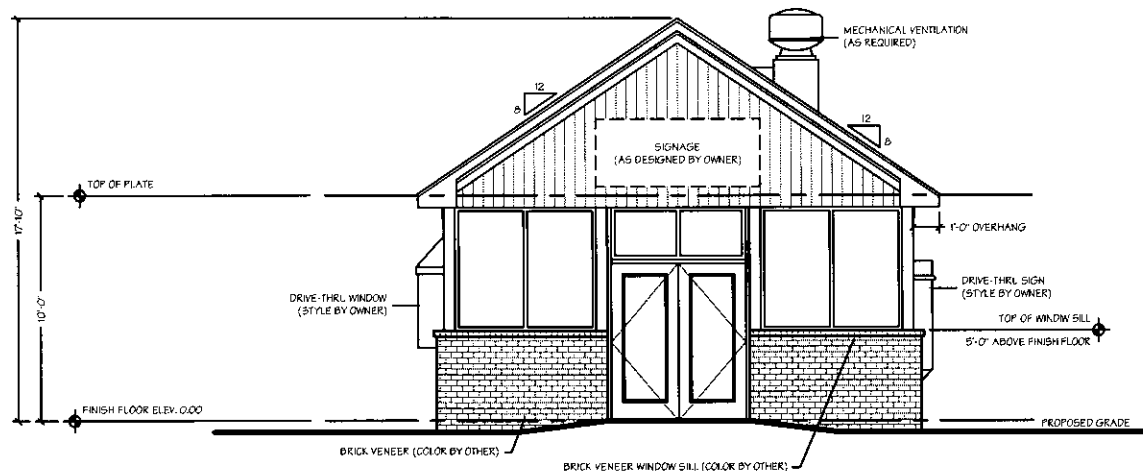 MECHANICAL VENTILATION
(AS REQUIRED)
12
8
12
8
SIGNAGE
(AS DESIGNED BY OWNER)
TOP OF PLATE
17'-10"
10'-0"
1'-0" OVERHANG
DRIVE-THRU WINDOW
(STYLE BY OWNER)
DRIVE-THRU SIGN
(STYLE BY OWNER)
TOP OF WINDIW SILL
5'-0" ABOVE FINISH FLOOR
FINISH FLOOR ELEV. 0.00
PROPOSED GRADE
BRICK VENEER (COLOR BY OTHER)
BRICK VENEER WINDOW SILL (COLOR BY OTHER)